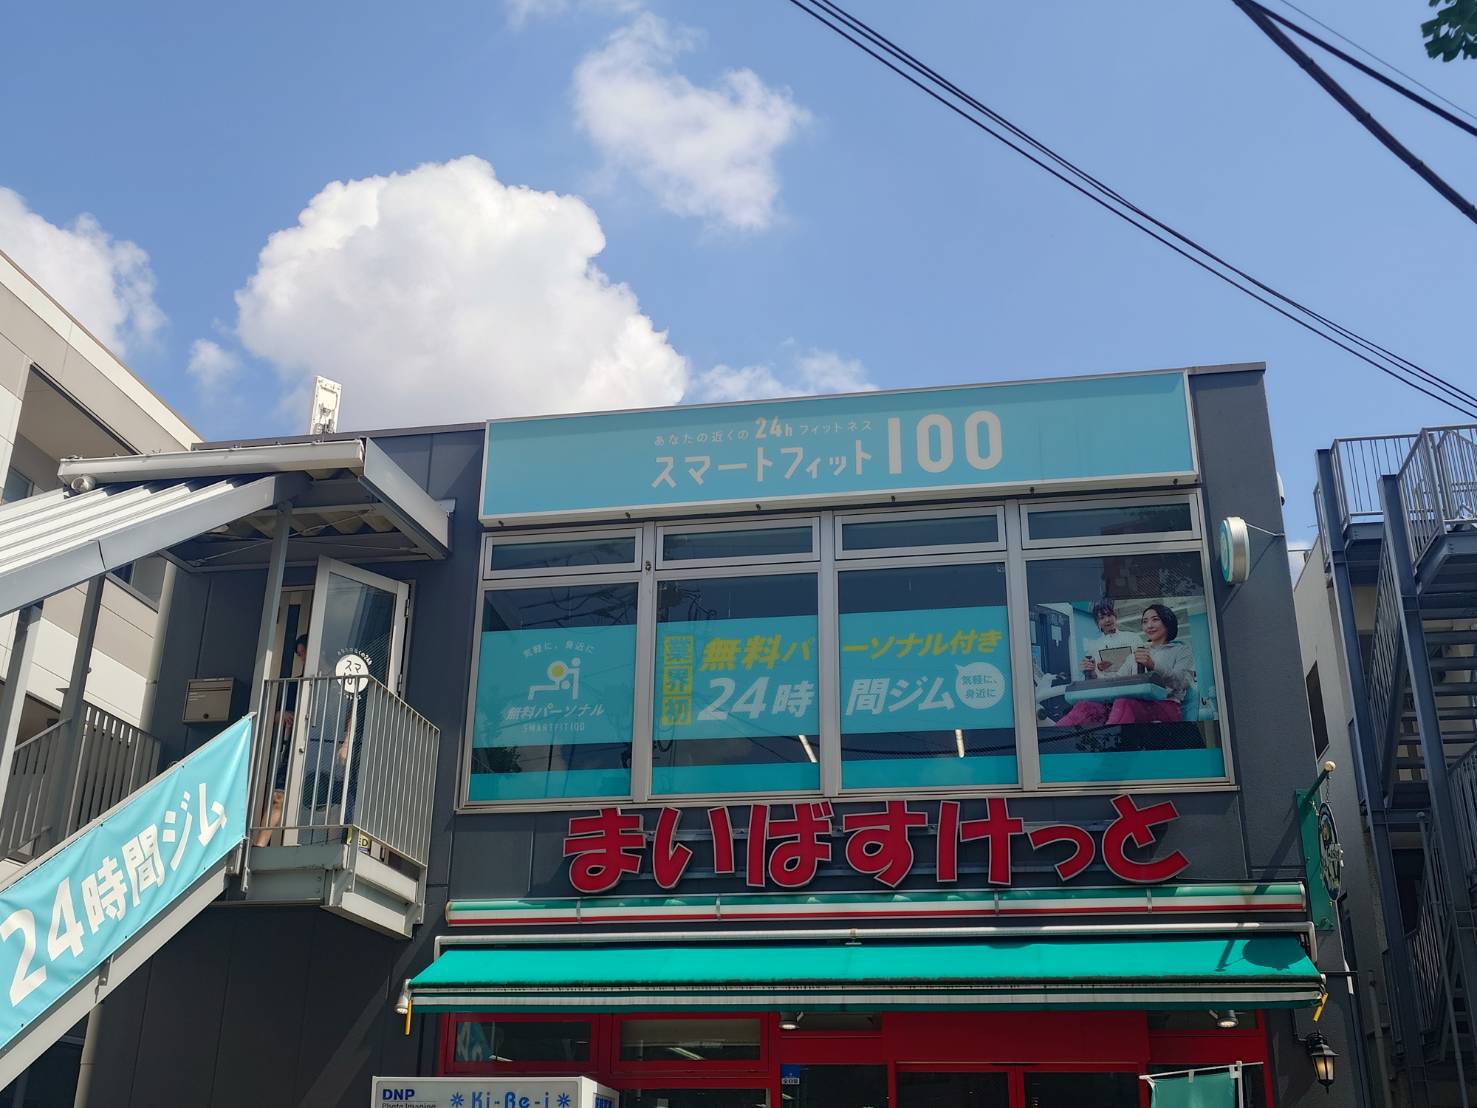 あなたの近くの 24h フィットネス
スマートフィット100
気軽に、身近に
無料パーソナル
SMARTFIT100
業界初
無料パーソナル付き
24時間ジム
気軽に、
身近に
スマ
24時間ジム
まいばすけっと
DNP
Photo Imaging
Ki-Re-i